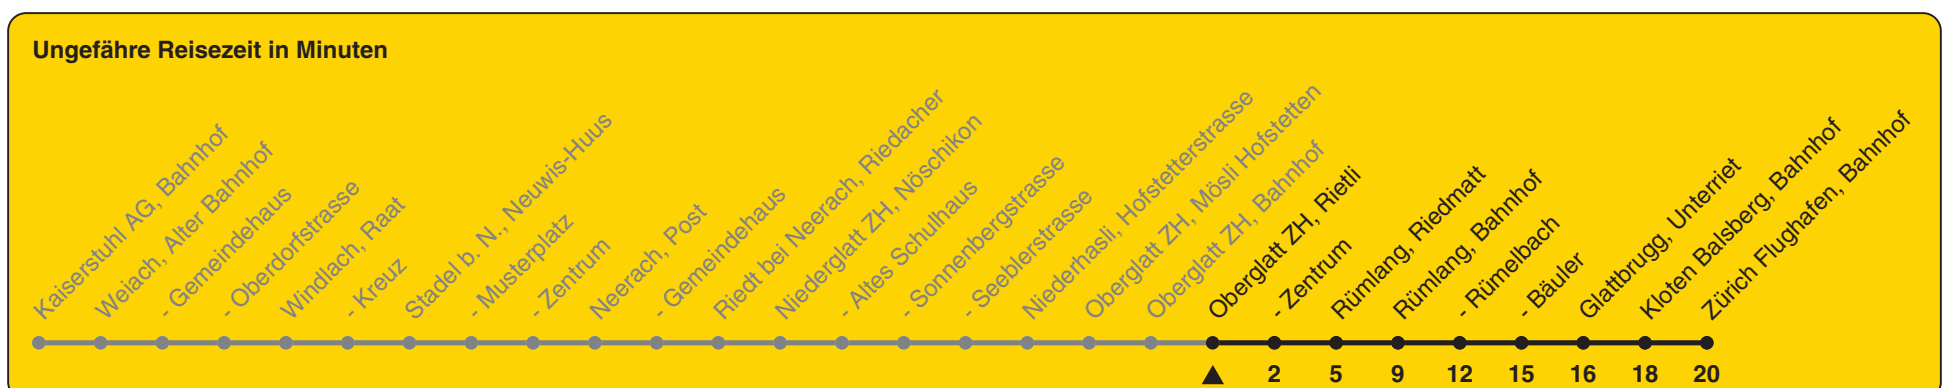 Ungefähre Reisezeit in Minuten
Kaiserstuhl AG, Bahnhof
Weiach, Alter Bahnhof
- Gemeindehaus
- Oberdorfstrasse
Windlach, Raat
- Kreuz
Stadel b. N., Neuwis-Huus
- Musterplatz
- Zentrum
Neerach, Post
- Gemeindehaus
Riedt bei Neerach, Riedacher
Niederglatt ZH, Nöschikon
- Altes Schulhaus
- Sonnenbergstrasse
- Seeblerstrasse
Niederhasli, Hofstetterstrasse
Oberglatt ZH, Mösli Hofstetten
Oberglatt ZH, Bahnhof
Oberglatt ZH, Rietli
- Zentrum
Rümlang, Riedmatt
Rümlang, Bahnhof
- Rümelbach
- Bäuler
Glattbrugg, Unterriet
Kloten Balsberg, Bahnhof
Zürich Flughafen, Bahnhof
2 5 9 12 15 16 18 20